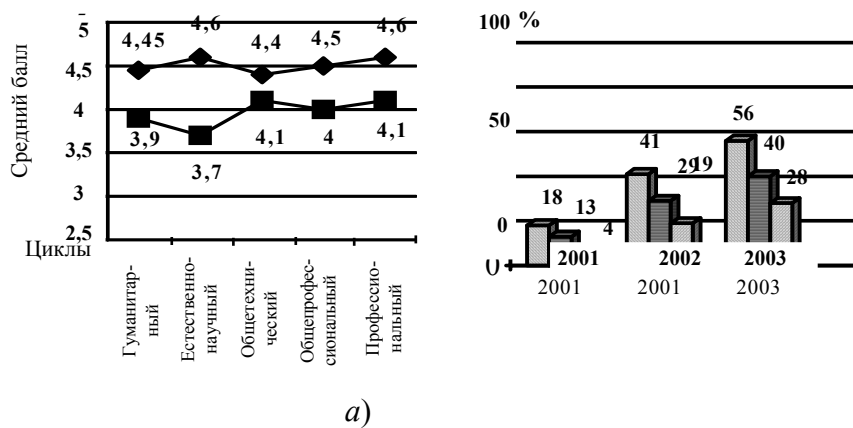 5
4,5
4
3,5
3
2,5
Средний балл
Циклы
4,45
4,6
4,4
4,5
4,6
3,9
3,7
4,1
4
4,1
Гуманитар-
ный
Естественно-
научный
Общетехни-
ческий
Общепрофес-
сиональный
Профессио-
нальный
100 %
50
0
18
13
4
41
29
19
56
40
28
2001
2002
2003
2001
2001
2003
а)